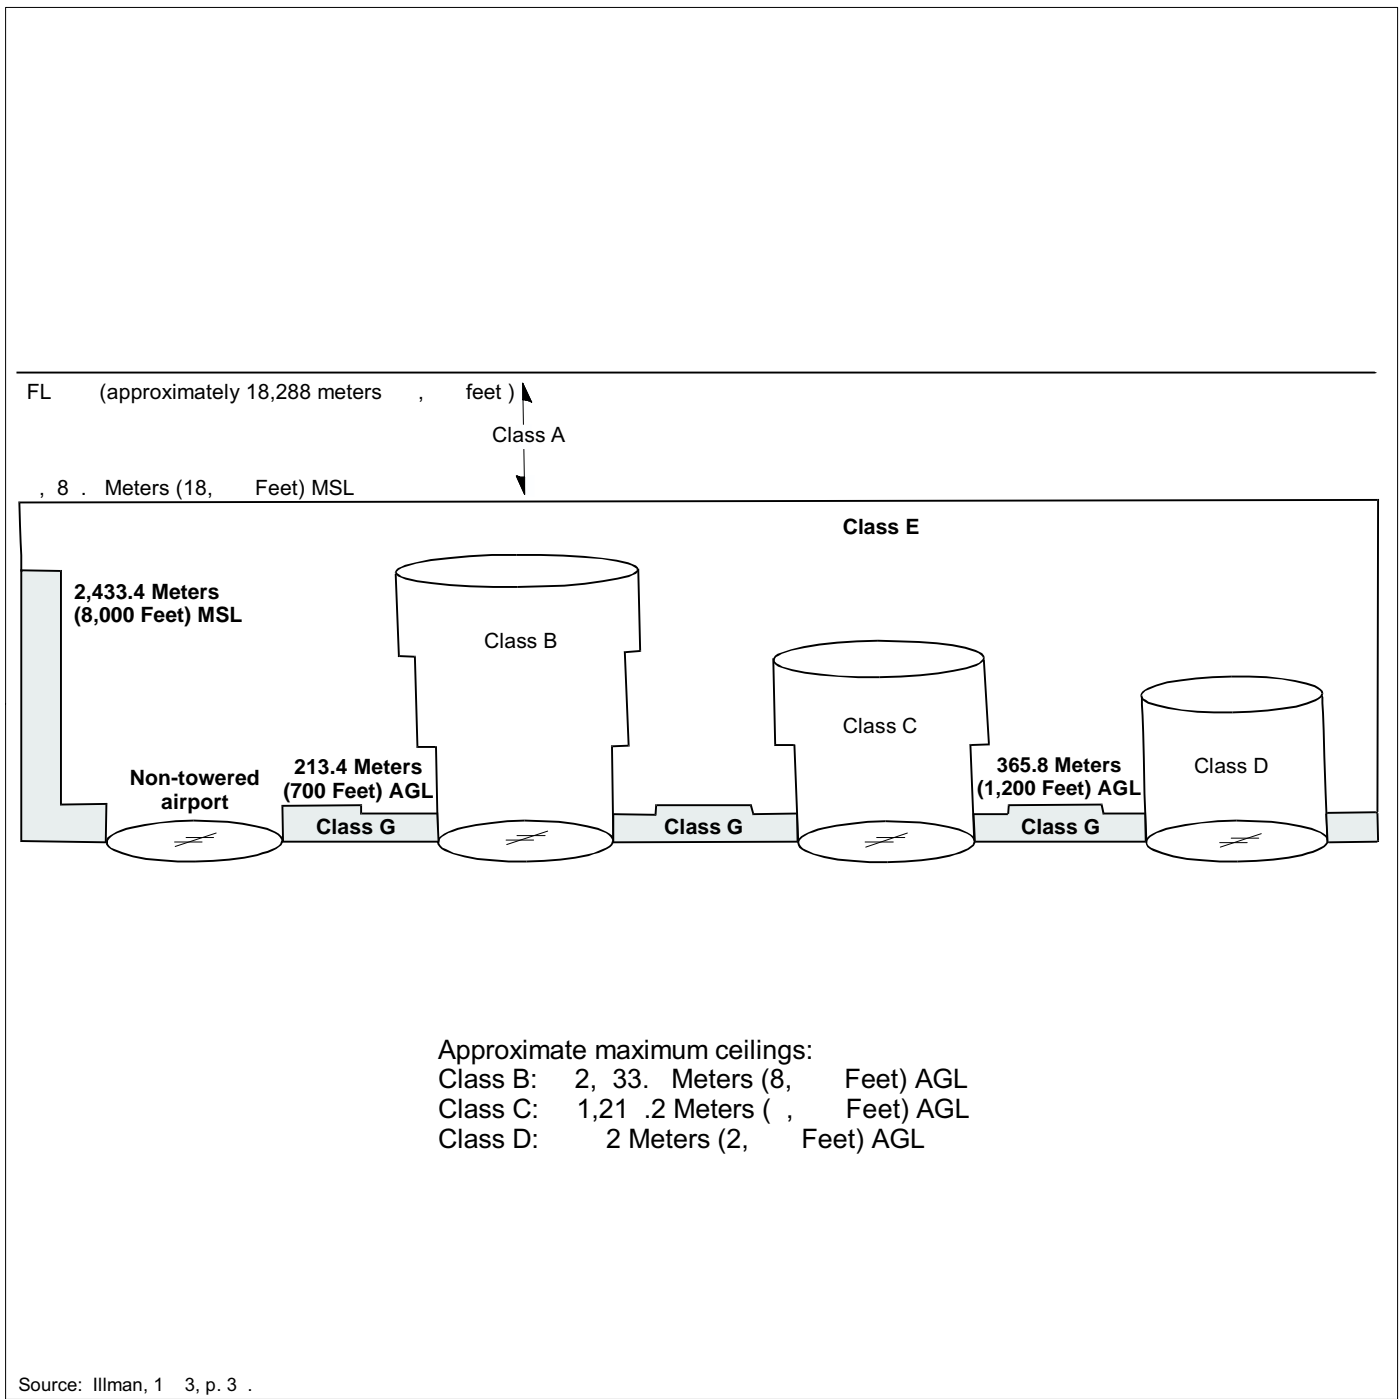 FL (approximately 18,288 meters , feet )
Class A
, 8 . Meters (18, Feet) MSL
Class E
2,433.4 Meters
(8,000 Feet) MSL
Class B
Class C
Class D
Non-towered
airport
213.4 Meters
(700 Feet) AGL
365.8 Meters
(1,200 Feet) AGL
Class G
Class G
Class G
Approximate maximum ceilings:
Class B: 2, 33. Meters (8, Feet) AGL
Class C: 1,21 .2 Meters ( , Feet) AGL
Class D: 2 Meters (2, Feet) AGL
Source: Illman, 1 3, p. 3 .